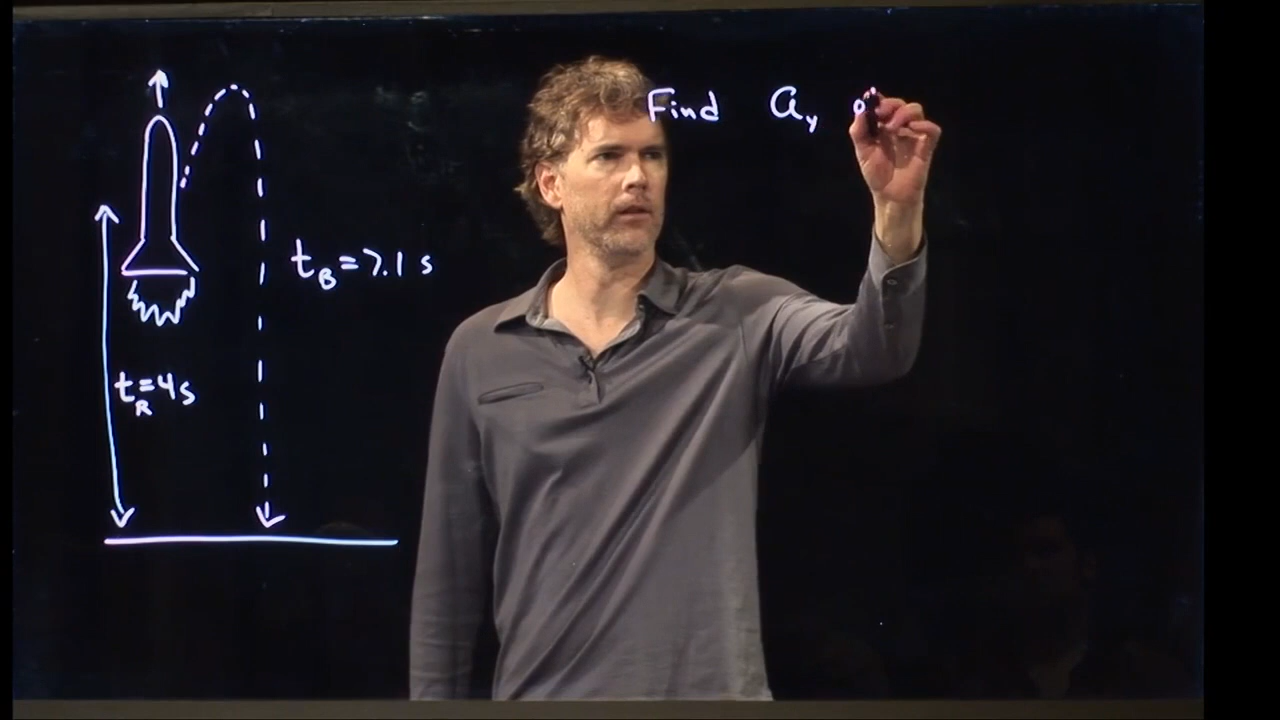 Find a_y o
t_B = 7.1 s
t_R = 4 s